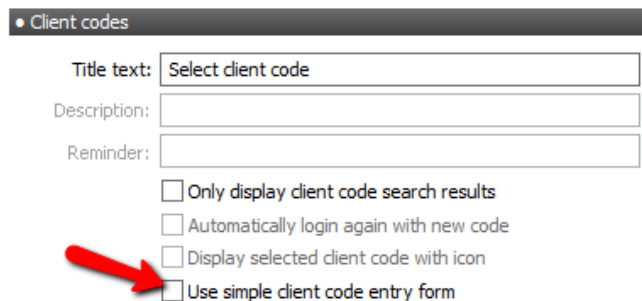 • Client codes
Title text: Select client code
Description:
Reminder:
Only display client code search results
Automatically login again with new code
Display selected client code with icon
Use simple client code entry form